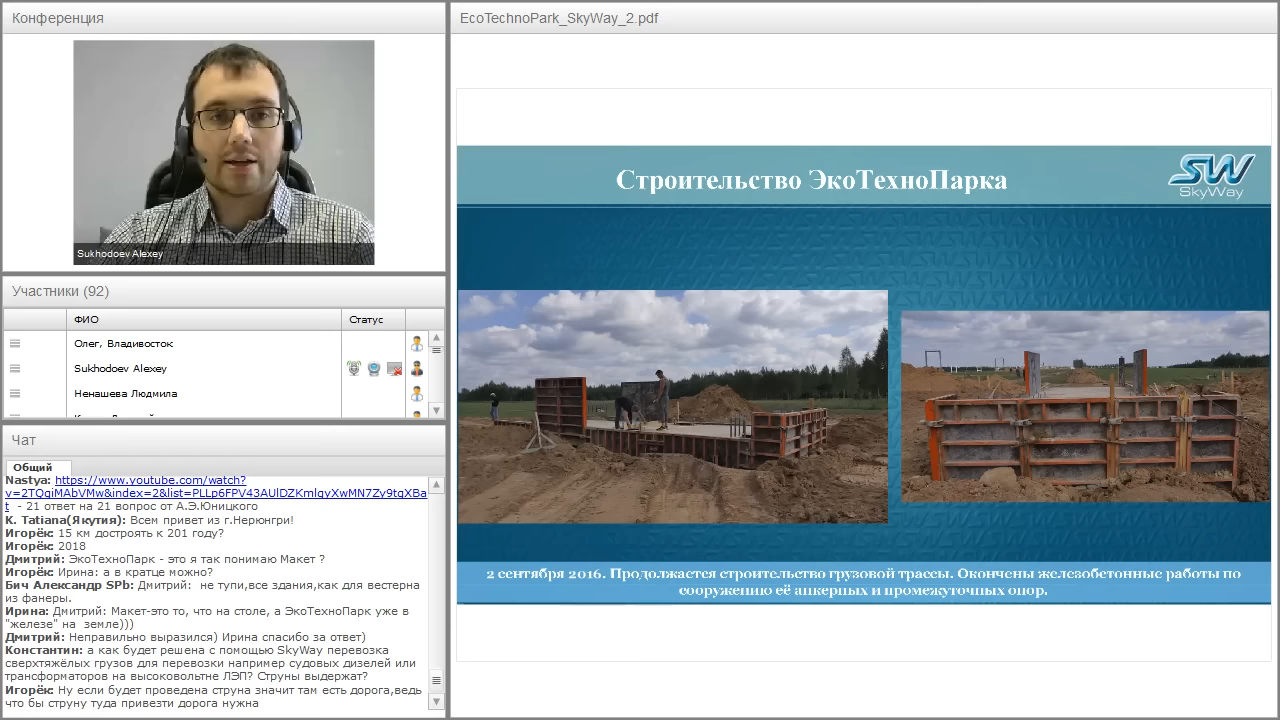 Конференция
Sukhodoev Alexey
Участники (92)
ФИО
Статус
Олег, Владивосток
Sukhodoev Alexey
Ненашева Людмила
Чат
Общий
Nastya: https://www.youtube.com/watch?
- 21 ответ на 21 вопрос от А.Э.Юницкого
K. Tatiana(Якутия): Всем привет из г.Нерюнгри!
Игорёк: 15 км достроять к 201 году?
Игорёк: 2018
Дмитрий: ЭкоТехноПарк - это я так понимаю Макет ?
Игорёк: Ирина: а в кратце можно?
Бич Александр SPb: Дмитрий: не тупи,все здания,как для вестерна
из фанеры.
Ирина: Дмитрий: Макет-это то, что на столе, а ЭкоТехноПарк уже в
"железе" на земле)))
Дмитрий: Неправильно выразился) Ирина спасибо за ответ)
Константин: а как будет решена с помощью SkyWay перевозка
сверхтяжёлых грузов для перевозки например судовых дизелей или
трансформаторов на высоковольтне ЛЭП? Струны выдержат?
Игорёк: Ну если будет проведена струна значит там есть дорога,ведь
что бы струну туда привезти дорога нужна
EcoTechnoPark_SkyWay_2.pdf
Строительство ЭкоТехноПарка
SW
SkyWay
2 сентября 2016. Продолжается строительство грузовой трассы. Окончены железобетонные работы по
сооружению её анкерных и промежуточных опор.